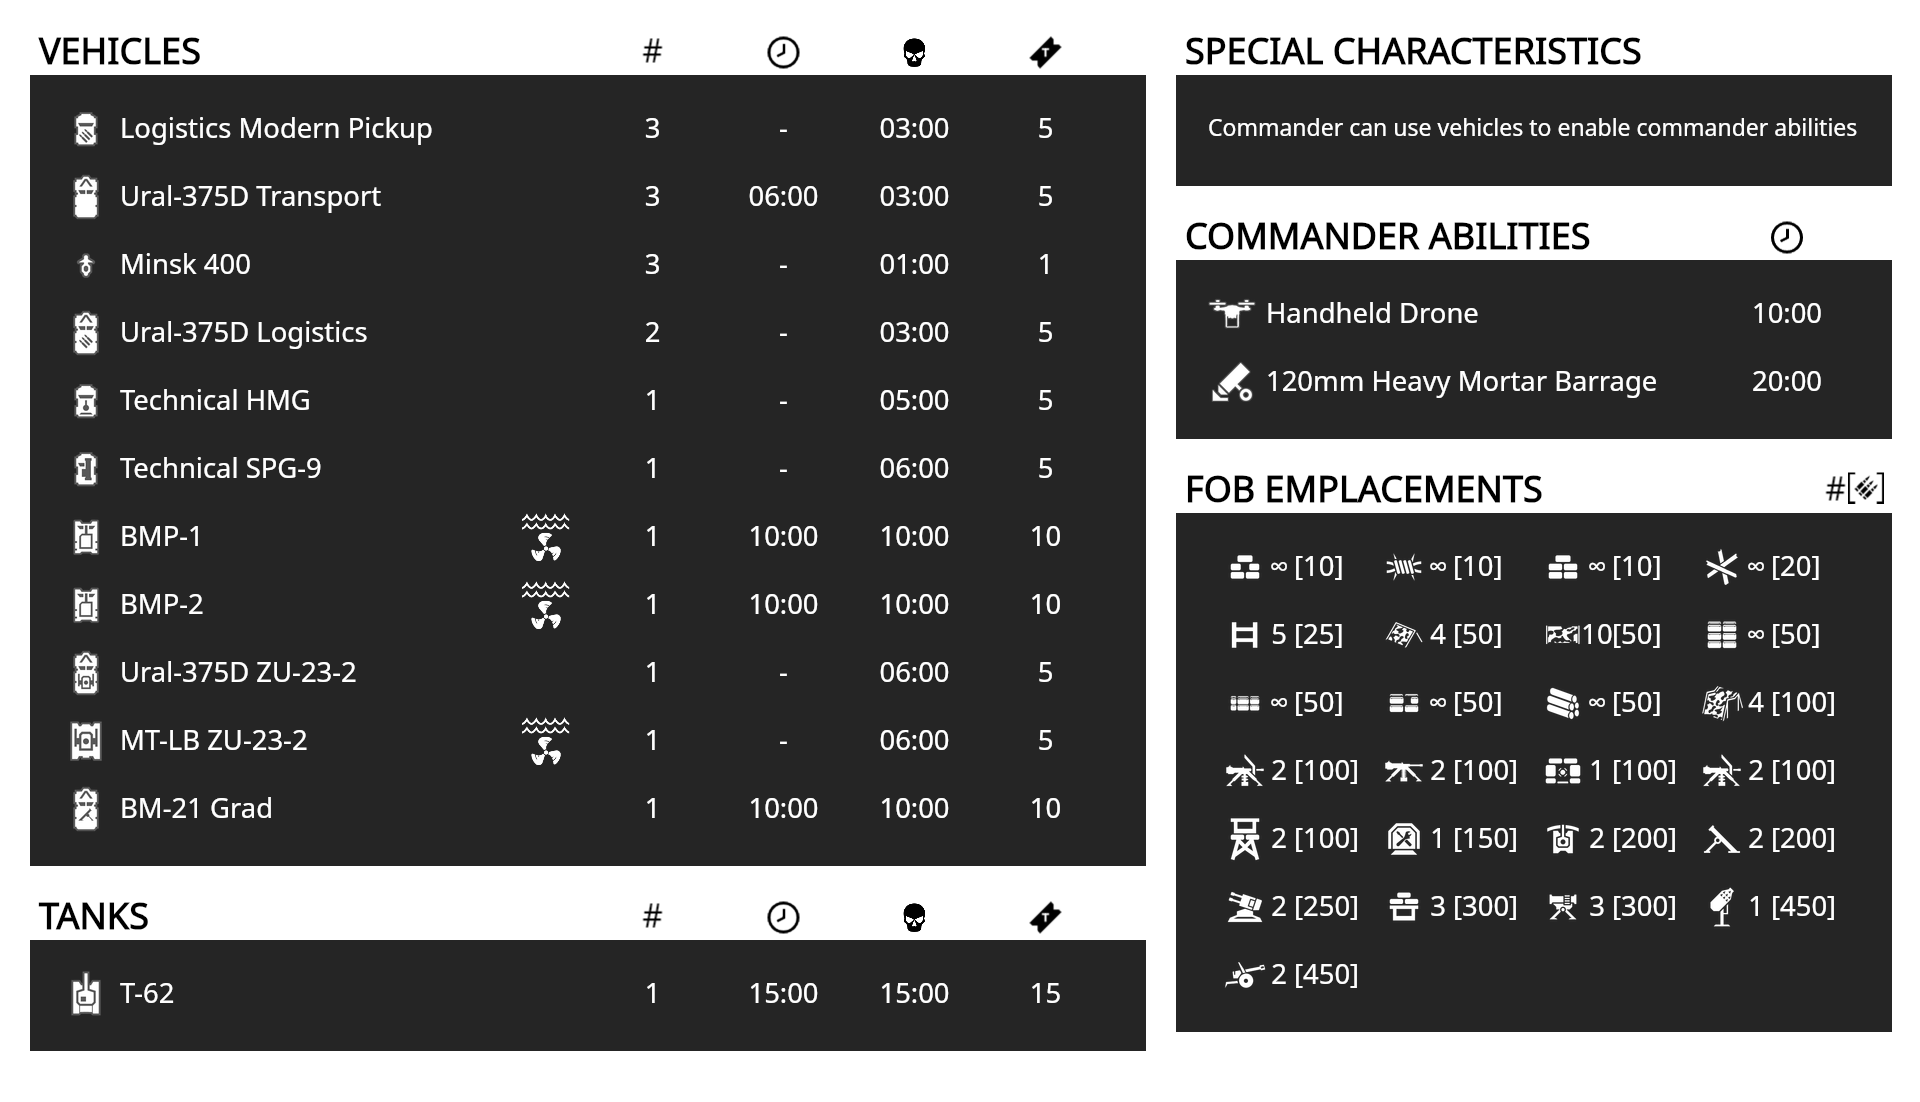 VEHICLES #
Logistics Modern Pickup 3 - 03:00 5
Ural-375D Transport 3 06:00 03:00 5
Minsk 400 3 - 01:00 1
Ural-375D Logistics 2 - 03:00 5
Technical HMG 1 - 05:00 5
Technical SPG-9 1 - 06:00 5
BMP-1 1 10:00 10:00 10
BMP-2 1 10:00 10:00 10
Ural-375D ZU-23-2 1 - 06:00 5
MT-LB ZU-23-2 1 - 06:00 5
BM-21 Grad 1 10:00 10:00 10
TANKS # T
T-62 1 15:00 15:00 15
SPECIAL CHARACTERISTICS
Commander can use vehicles to enable commander abilities
COMMANDER ABILITIES
Handheld Drone 10:00
120mm Heavy Mortar Barrage 20:00
FOB EMPLACEMENTS #[ ]
∞ [10] ∞ [10] ∞ [10] ∞ [20]
5 [25] 4 [50] 10[50] ∞ [50]
∞ [50] ∞ [50] ∞ [50] 4 [100]
2 [100] 2 [100] 1 [100] 2 [100]
2 [100] 1 [150] 2 [200] 2 [200]
2 [250] 3 [300] 3 [300] 1 [450]
2 [450]